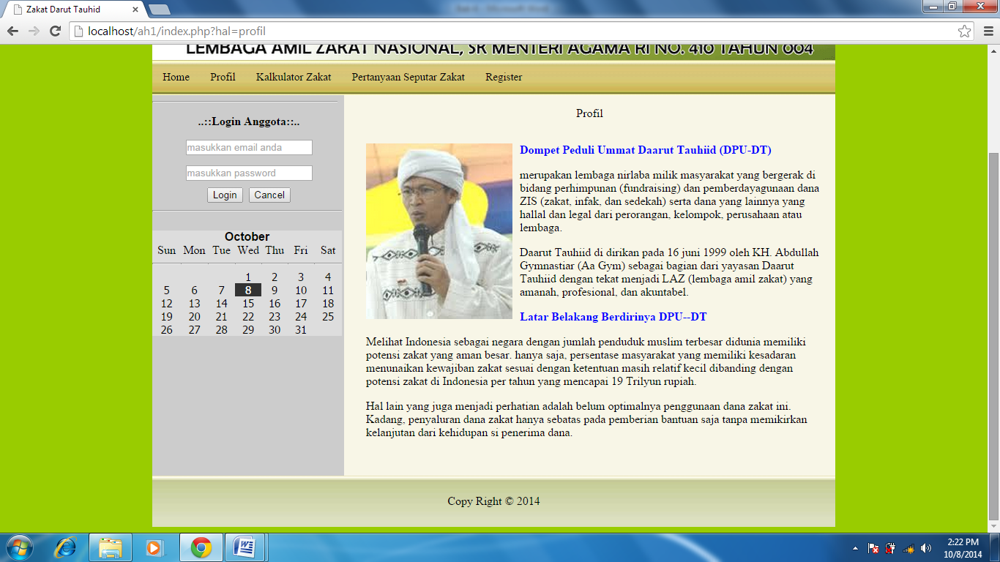 Zakat Darut Tauhid
localhost/ah1/index.php?hal=profil
LEMBAGA AMIL ZAKAT NASIONAL, SK MENTERI AGAMA RI NO. 410 TAHUN 004
Home Profil Kalkulator Zakat Pertanyaan Seputar Zakat Register
..::Login Anggota::..
masukkan email anda
masukkan password
Login Cancel
October
Sun Mon Tue Wed Thu Fri Sat
1 2 3 4
5 6 7 8 9 10 11
12 13 14 15 16 17 18
19 20 21 22 23 24 25
26 27 28 29 30 31
Profil
Dompet Peduli Ummat Daarut Tauhiid (DPU-DT)
merupakan lembaga nirlaba milik masyarakat yang bergerak di
bidang perhimpunan (fundraising) dan pemberdayagunaan dana
ZIS (zakat, infak, dan sedekah) serta dana yang lainnya yang
hallal dan legal dari perorangan, kelompok, perusahaan atau
lembaga.
Daarut Tauhiid di dirikan pada 16 juni 1999 oleh KH. Abdullah
Gymnastiar (Aa Gym) sebagai bagian dari yayasan Daarut
Tauhiid dengan tekat menjadi LAZ (lembaga amil zakat) yang
amanah, profesional, dan akuntabel.
Latar Belakang Berdirinya DPU--DT
Melihat Indonesia sebagai negara dengan jumlah penduduk muslim terbesar didunia memiliki
potensi zakat yang aman besar. hanya saja, persentase masyarakat yang memiliki kesadaran
menunaikan kewajiban zakat sesuai dengan ketentuan masih relatif kecil dibanding dengan
potensi zakat di Indonesia per tahun yang mencapai 19 Trilyun rupiah.
Hal lain yang juga menjadi perhatian adalah belum optimalnya penggunaan dana zakat ini.
Kadang, penyaluran dana zakat hanya sebatas pada pemberian bantuan saja tanpa memikirkan
kelanjutan dari kehidupan si penerima dana.
Copy Right © 2014
2:22 PM
10/8/2014